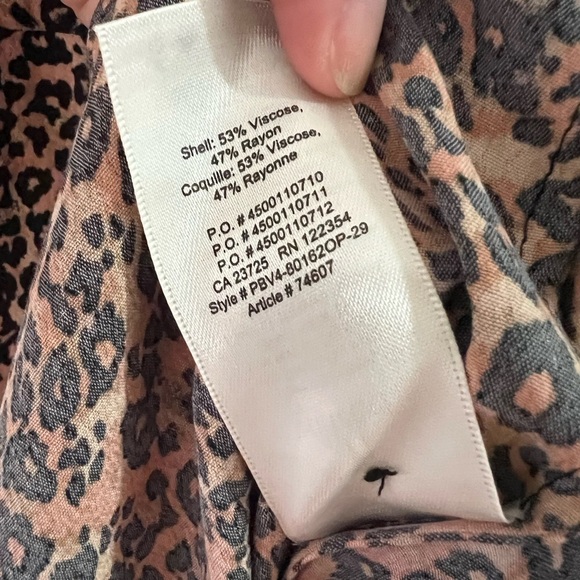 Shell: 53% Viscose,
47% Rayon
Coquille: 53% Viscose,
47% Rayonne
P.O. # 4500110710
P.O. # 4500110711
P.O. # 4500110712
CA 23725 RN 122354
Style # PBV4-80162OP-29
Article # 74607